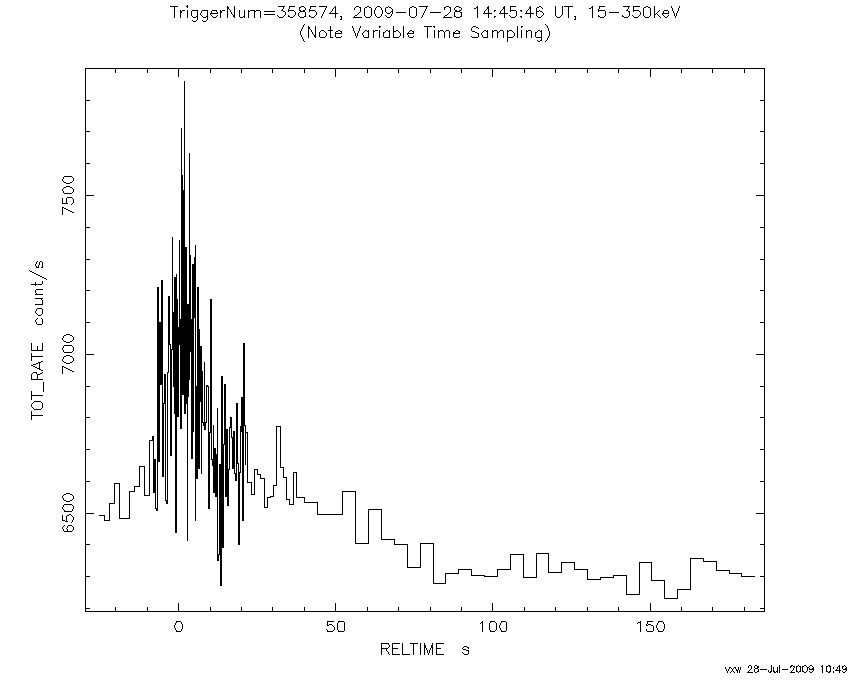 TriggerNum=358574, 2009-07-28 14:45:46 UT, 15-350keV
(Note Variable Time Sampling)
7500
7000
6500
TOT_RATE count/s
0 50 100 150
RELTIME s
vxw 28-Jul-2009 10:49